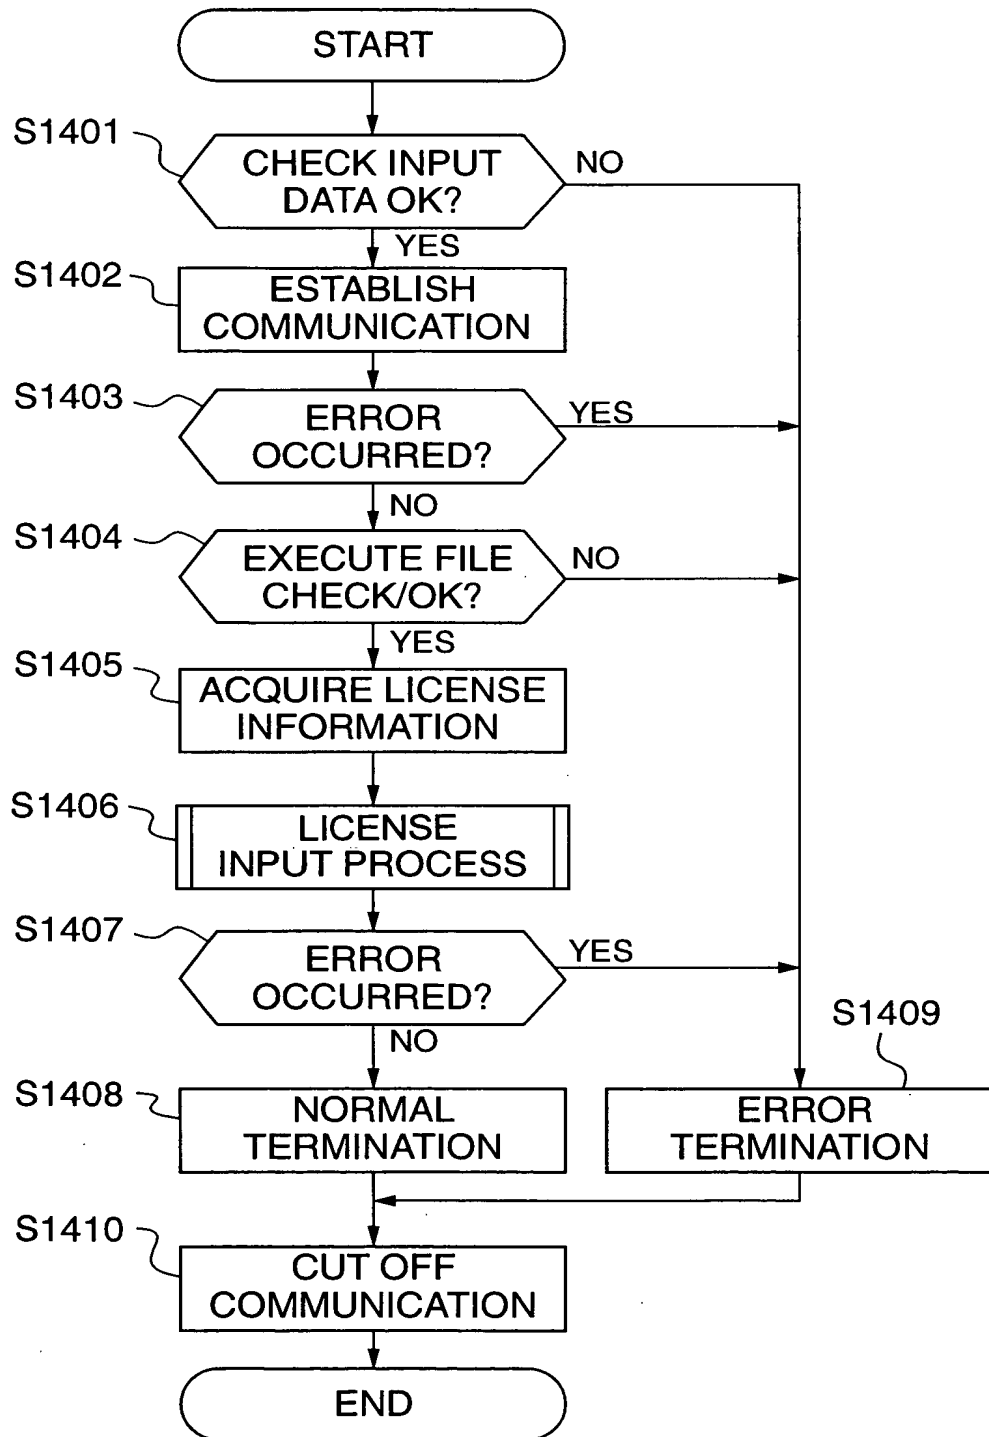 START
S1401
CHECK INPUT
DATA OK?
NO
YES
S1402
ESTABLISH
COMMUNICATION
S1403
ERROR
OCCURRED?
YES
NO
S1404
EXECUTE FILE
CHECK/OK?
NO
YES
S1405
ACQUIRE LICENSE
INFORMATION
S1406
LICENSE
INPUT PROCESS
S1407
ERROR
OCCURRED?
YES
NO
S1408
NORMAL
TERMINATION
S1409
ERROR
TERMINATION
S1410
CUT OFF
COMMUNICATION
END